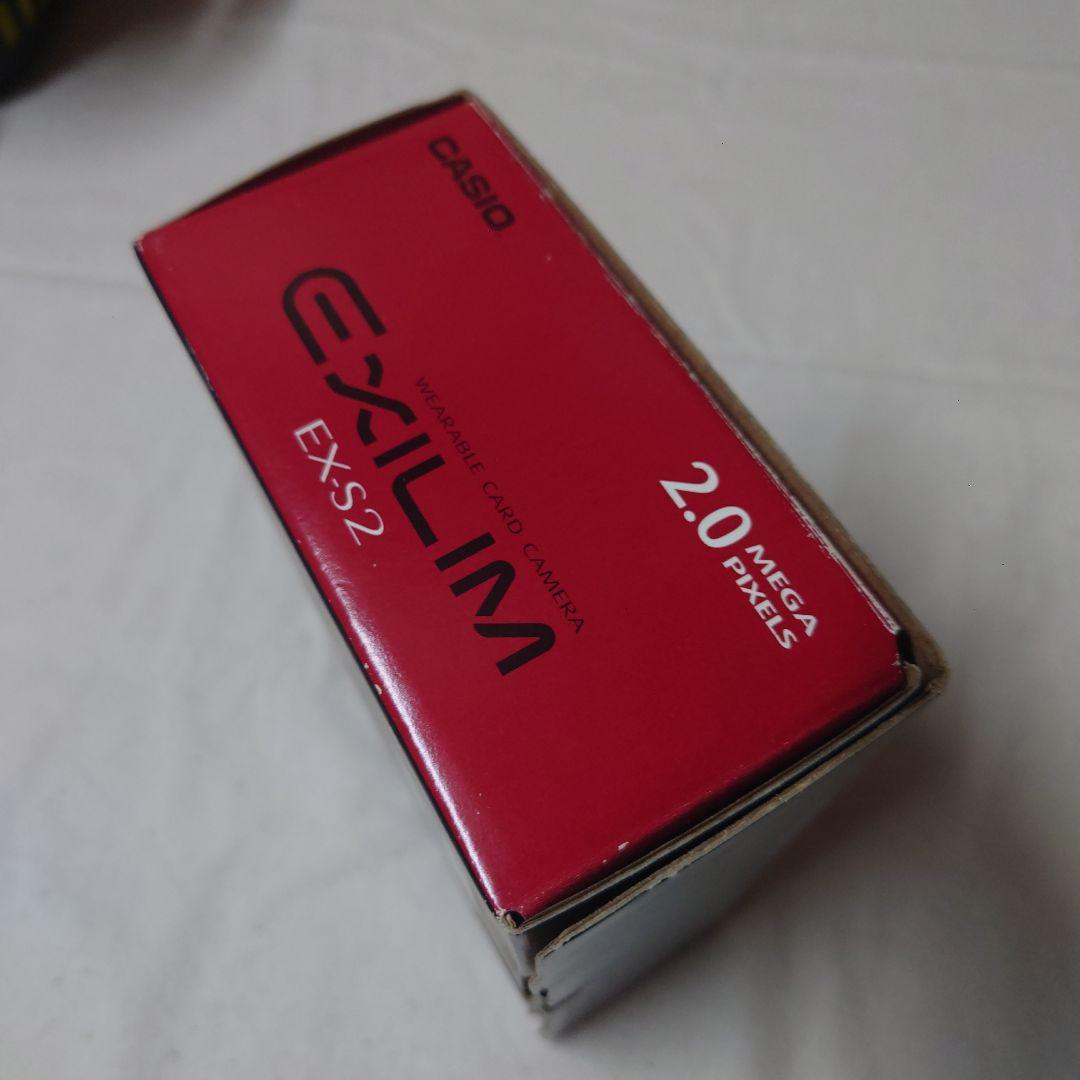 CASIO
WEARABLE CARD CAMERA
EXILIM
EX-S2
2.0 MEGA
PIXELS